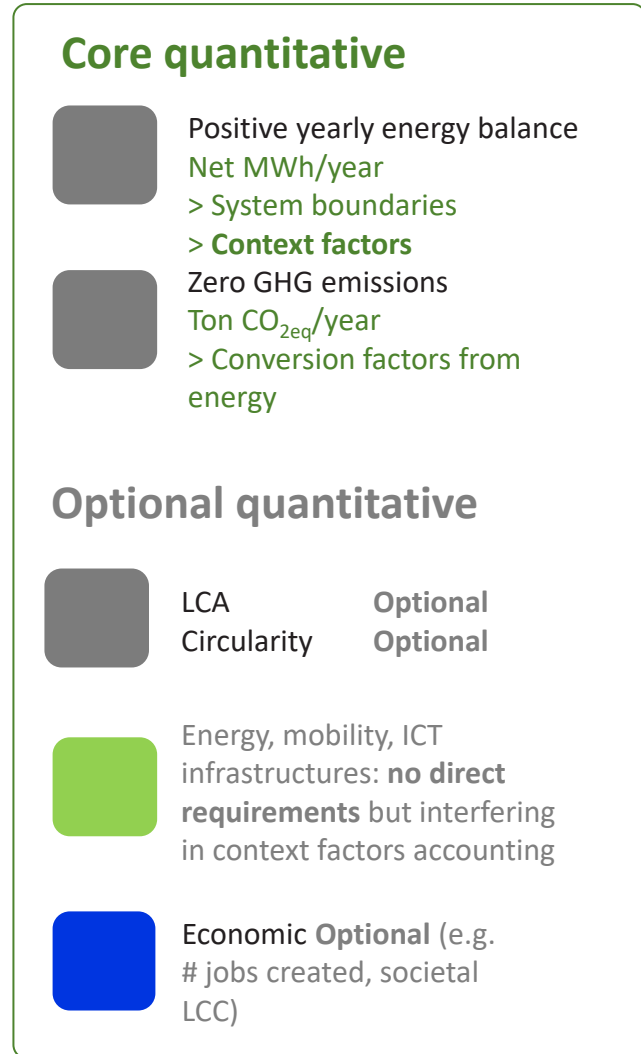 Core quantitative
Positive yearly energy balance
Net MWh/year
> System boundaries
> Context factors
Zero GHG emissions
Ton CO2eq/year
> Conversion factors from
energy
Optional quantitative
LCA Optional
Circularity Optional
Energy, mobility, ICT
infrastructures: no direct
requirements but interfering
in context factors accounting
Economic Optional (e.g.
# jobs created, societal
LCC)